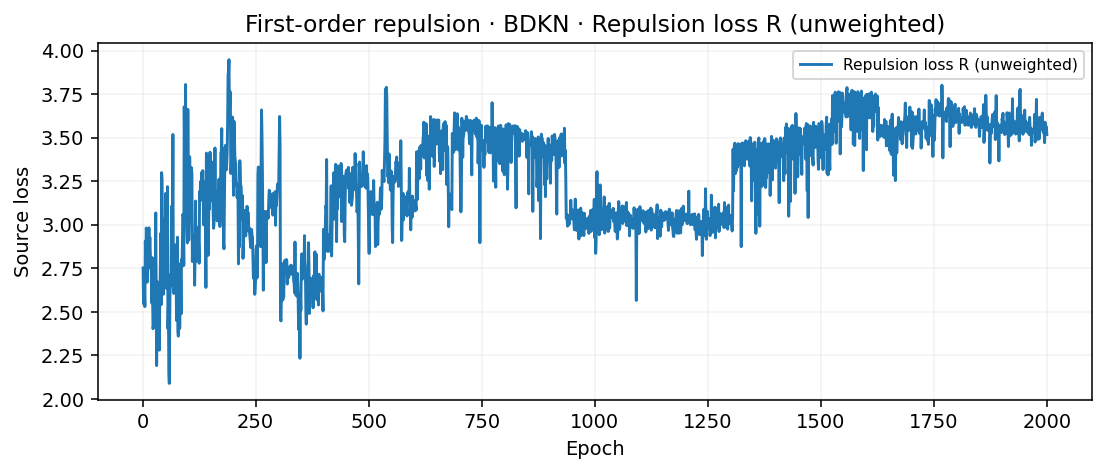 First-order repulsion · BDKN · Repulsion loss R (unweighted)
Repulsion loss R (unweighted)
Source loss
4.00
3.75
3.50
3.25
3.00
2.75
2.50
2.25
2.00
0 250 500 750 1000 1250 1500 1750 2000
Epoch